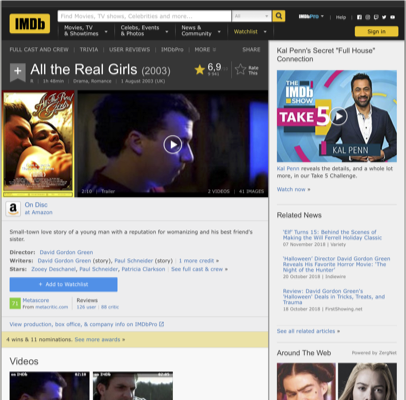 IMDb
Find Movies, TV shows, Celebrities and more...
All
IMDbPro
Help
Movies, TV & Showtimes
Celebs, Events & Photos
News & Community
Watchlist
Sign in
FULL CAST AND CREW | TRIVIA | USER REVIEWS | IMDbPro | MORE
SHARE
All the Real Girls (2003)
6,9
Rate This
R | 1h 48min | Drama, Romance | 1 August 2003 (UK)
All the Real Girls
2:10 | Trailer
2 VIDEOS | 41 IMAGES
On Disc
at Amazon
Small-town love story of a young man with a reputation for womanizing and his best friend's sister.
Director: David Gordon Green
Writers: David Gordon Green (story), Paul Schneider (story) | 1 more credit »
Stars: Zooey Deschanel, Paul Schneider, Patricia Clarkson | See full cast & crew »
+ Add to Watchlist
71
Metascore
From metacritic.com
Reviews
128 user | 98 critic
View production, box office, & company info on IMDbPro
4 wins & 11 nominations. See more awards »
Videos
Kal Penn's Secret "Full House" Connection
THE IMDb SHOW
TAKE 5
KAL PENN
Kal Penn reveals the details, and a whole lot more, in our Take 5 Challenge.
Watch now »
Related News
'Elf' Turns 15: Behind the Scenes of Making the Will Ferrell Holiday Classic
07 November 2018 | Variety
'Halloween' Director David Gordon Green Reveals His Favorite Horror Movie: 'The Night of the Hunter'
20 October 2018 | Indiewire
Review: David Gordon Green's 'Halloween' Deals in Tricks, Treats, and Trauma
18 October 2018 | FirstShowing.net
See all related articles »
Around The Web
Powered by ZergNet